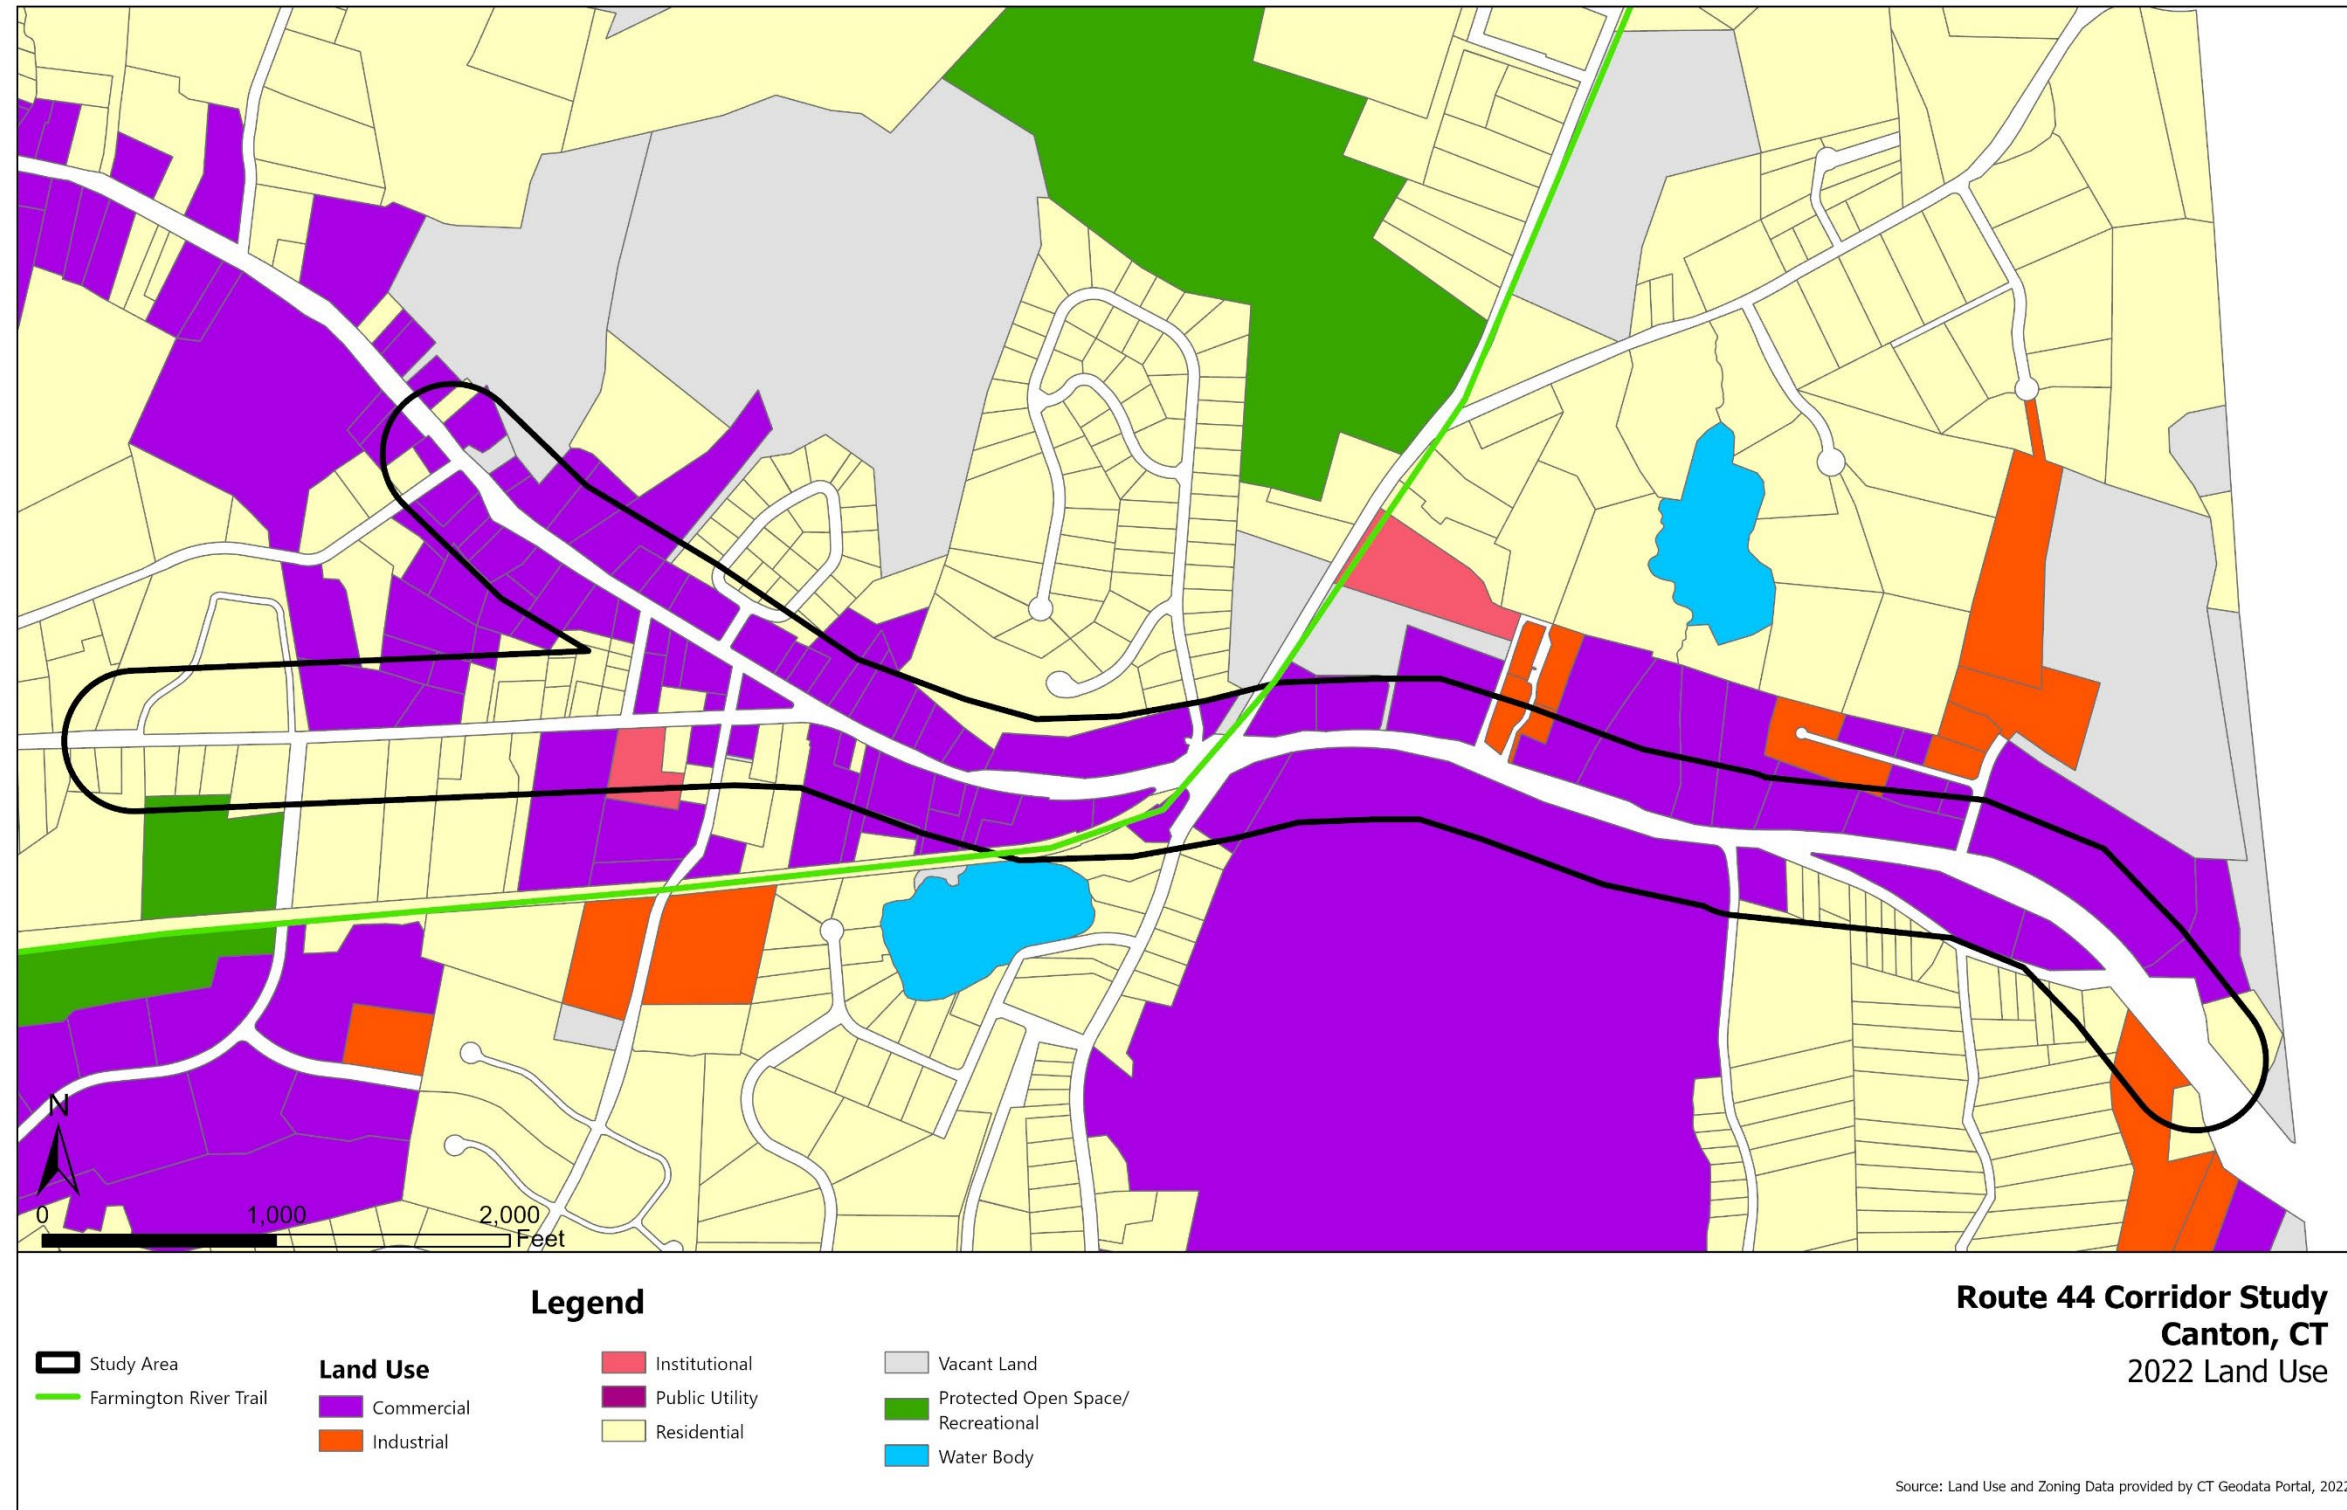 N
0 1,000 2,000
Feet
Legend
Study Area
Farmington River Trail
Land Use
Commercial
Industrial
Institutional
Public Utility
Residential
Vacant Land
Protected Open Space/
Recreational
Water Body
Route 44 Corridor Study
Canton, CT
2022 Land Use
Source: Land Use and Zoning Data provided by CT Geodata Portal, 2022